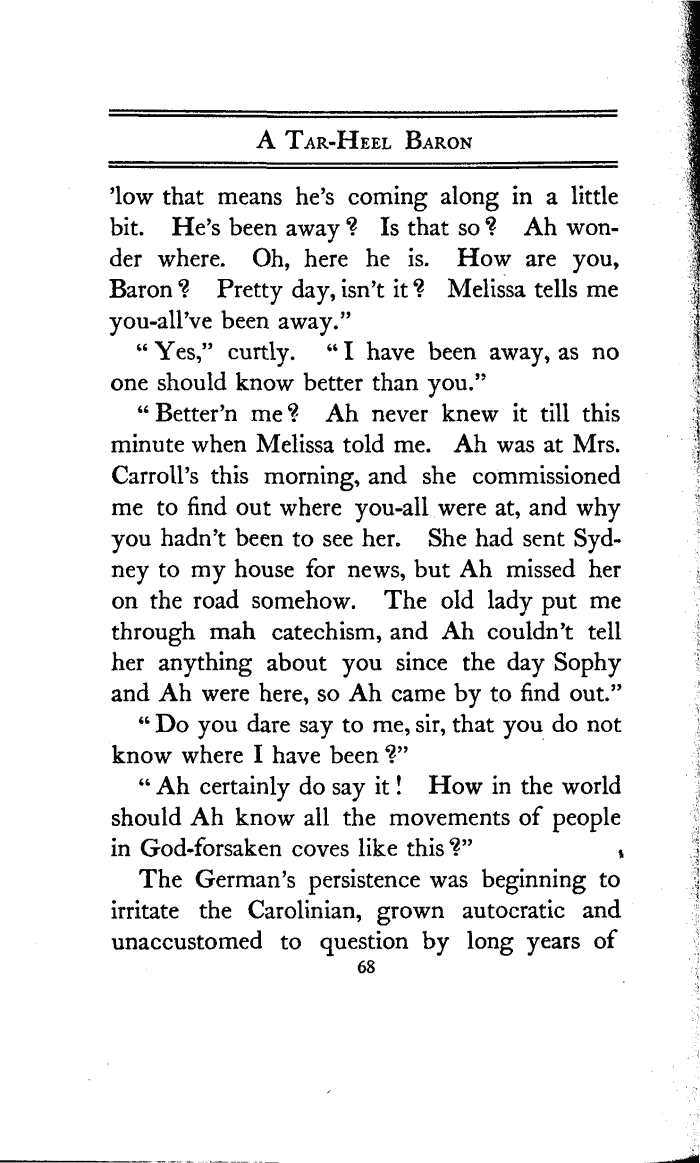 A Tar-Heel Baron
'low that means he's coming along in a little
bit. He's been away? Is that so? Ah won-
der where. Oh, here he is. How are you,
Baron? Pretty day, isn't it? Melissa tells me
you-all've been away."
"Yes," curtly. "I have been away, as no
one should know better than you."
"Better'n me? Ah never knew it till this
minute when Melissa told me. Ah was at Mrs.
Carroll's this morning, and she commissioned
me to find out where you-all were at, and why
you hadn't been to see her. She had sent Syd-
ney to my house for news, but Ah missed her
on the road somehow. The old lady put me
through mah catechism, and Ah couldn't tell
her anything about you since the day Sophy
and Ah were here, so Ah came by to find out."
"Do you dare say to me, sir, that you do not
know where I have been?"
"Ah certainly do say it! How in the world
should Ah know all the movements of people
in God-forsaken coves like this?"
The German's persistence was beginning to
irritate the Carolinian, grown autocratic and
unaccustomed to question by long years of
68